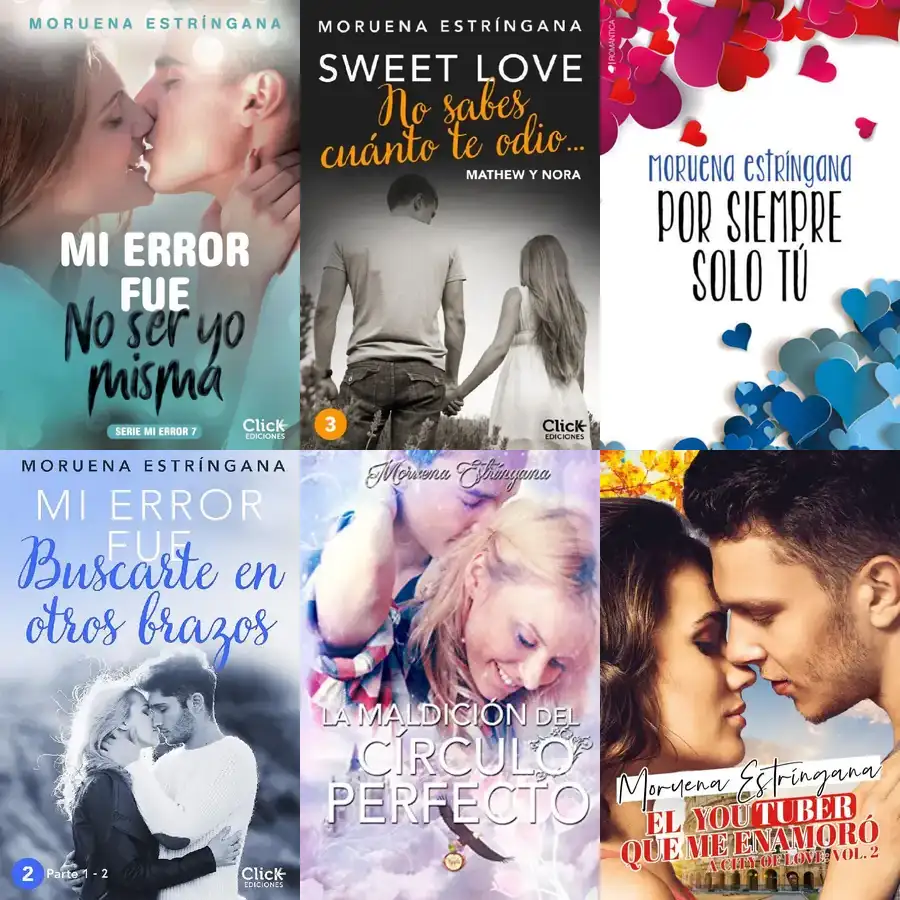 MORUENA ESTRÍNGANA
MI ERROR
FUE
No ser yo
misma
SERIE MI ERROR 7
Click
EDICIONES
MORUENA ESTRÍNGANA
SWEET LOVE
No sabes
cuánto te odio...
MATHEW Y NORA
3
Click
EDICIONES
ROMÁNTICA
MORUENA ESTRÍNGANA
POR SIEMPRE
SOLO TÚ
MORUENA ESTRÍNGANA
MI ERROR
FUE
Buscarte en
otros brazos
2
Parte 1 - 2
Click
EDICIONES
Moruena Estríngana
LA MALDICIÓN DEL
CÍRCULO
PERFECTO
Moruena Estríngana
EL YOU TUBER
QUE ME ENAMORÓ
A CITY OF LOVE: VOL. 2